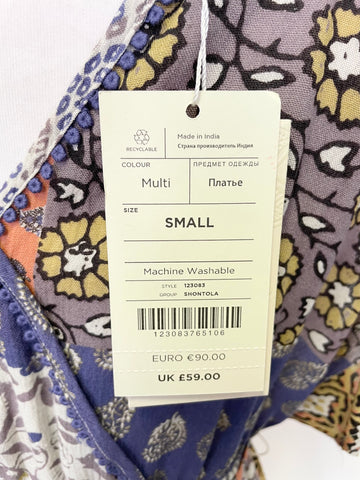 RECYCLABLE
Made in India
Страна производитель Индия
COLOUR
ПРЕДМЕТ ОДЕЖДЫ
Multi
Платье
SIZE
SMALL
Machine Washable
STYLE 123083
GROUP SHONTOLA
123083765106
EURO €90.00
UK £59.00